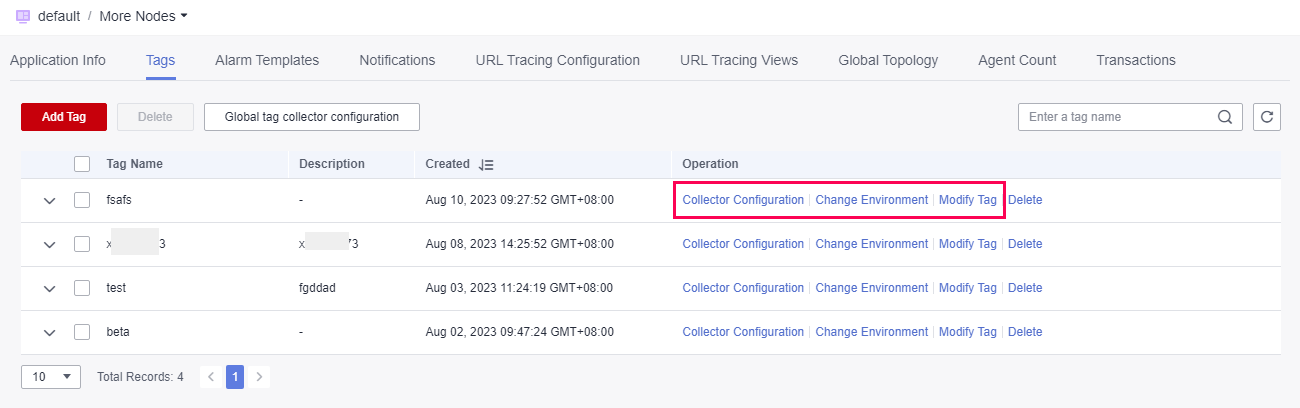 default / More Nodes
Application Info Tags Alarm Templates Notifications URL Tracing Configuration URL Tracing Views Global Topology Agent Count Transactions
Add Tag Delete Global tag collector configuration Enter a tag name
Tag Name Description Created Operation
fsafs - Aug 10, 2023 09:27:52 GMT+08:00 Collector Configuration Change Environment Modify Tag Delete
x 3 x 73 Aug 08, 2023 14:25:52 GMT+08:00 Collector Configuration Change Environment Modify Tag Delete
test fgddad Aug 03, 2023 11:24:19 GMT+08:00 Collector Configuration Change Environment Modify Tag Delete
beta - Aug 02, 2023 09:47:24 GMT+08:00 Collector Configuration Change Environment Modify Tag Delete
10 Total Records: 4 < 1 >